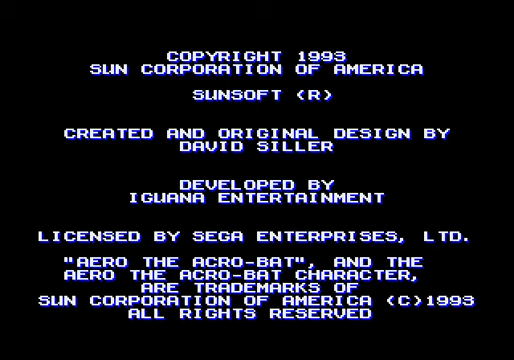 COPYRIGHT 1993
SUN CORPORATION OF AMERICA
SUNSOFT (R)
CREATED AND ORIGINAL DESIGN BY
DAVID SILLER
DEVELOPED BY
IGUANA ENTERTAINMENT
LICENSED BY SEGA ENTERPRISES, LTD.
"AERO THE ACRO-BAT", AND THE
AERO THE ACRO-BAT CHARACTER,
ARE TRADEMARKS OF
SUN CORPORATION OF AMERICA (C)1993
ALL RIGHTS RESERVED